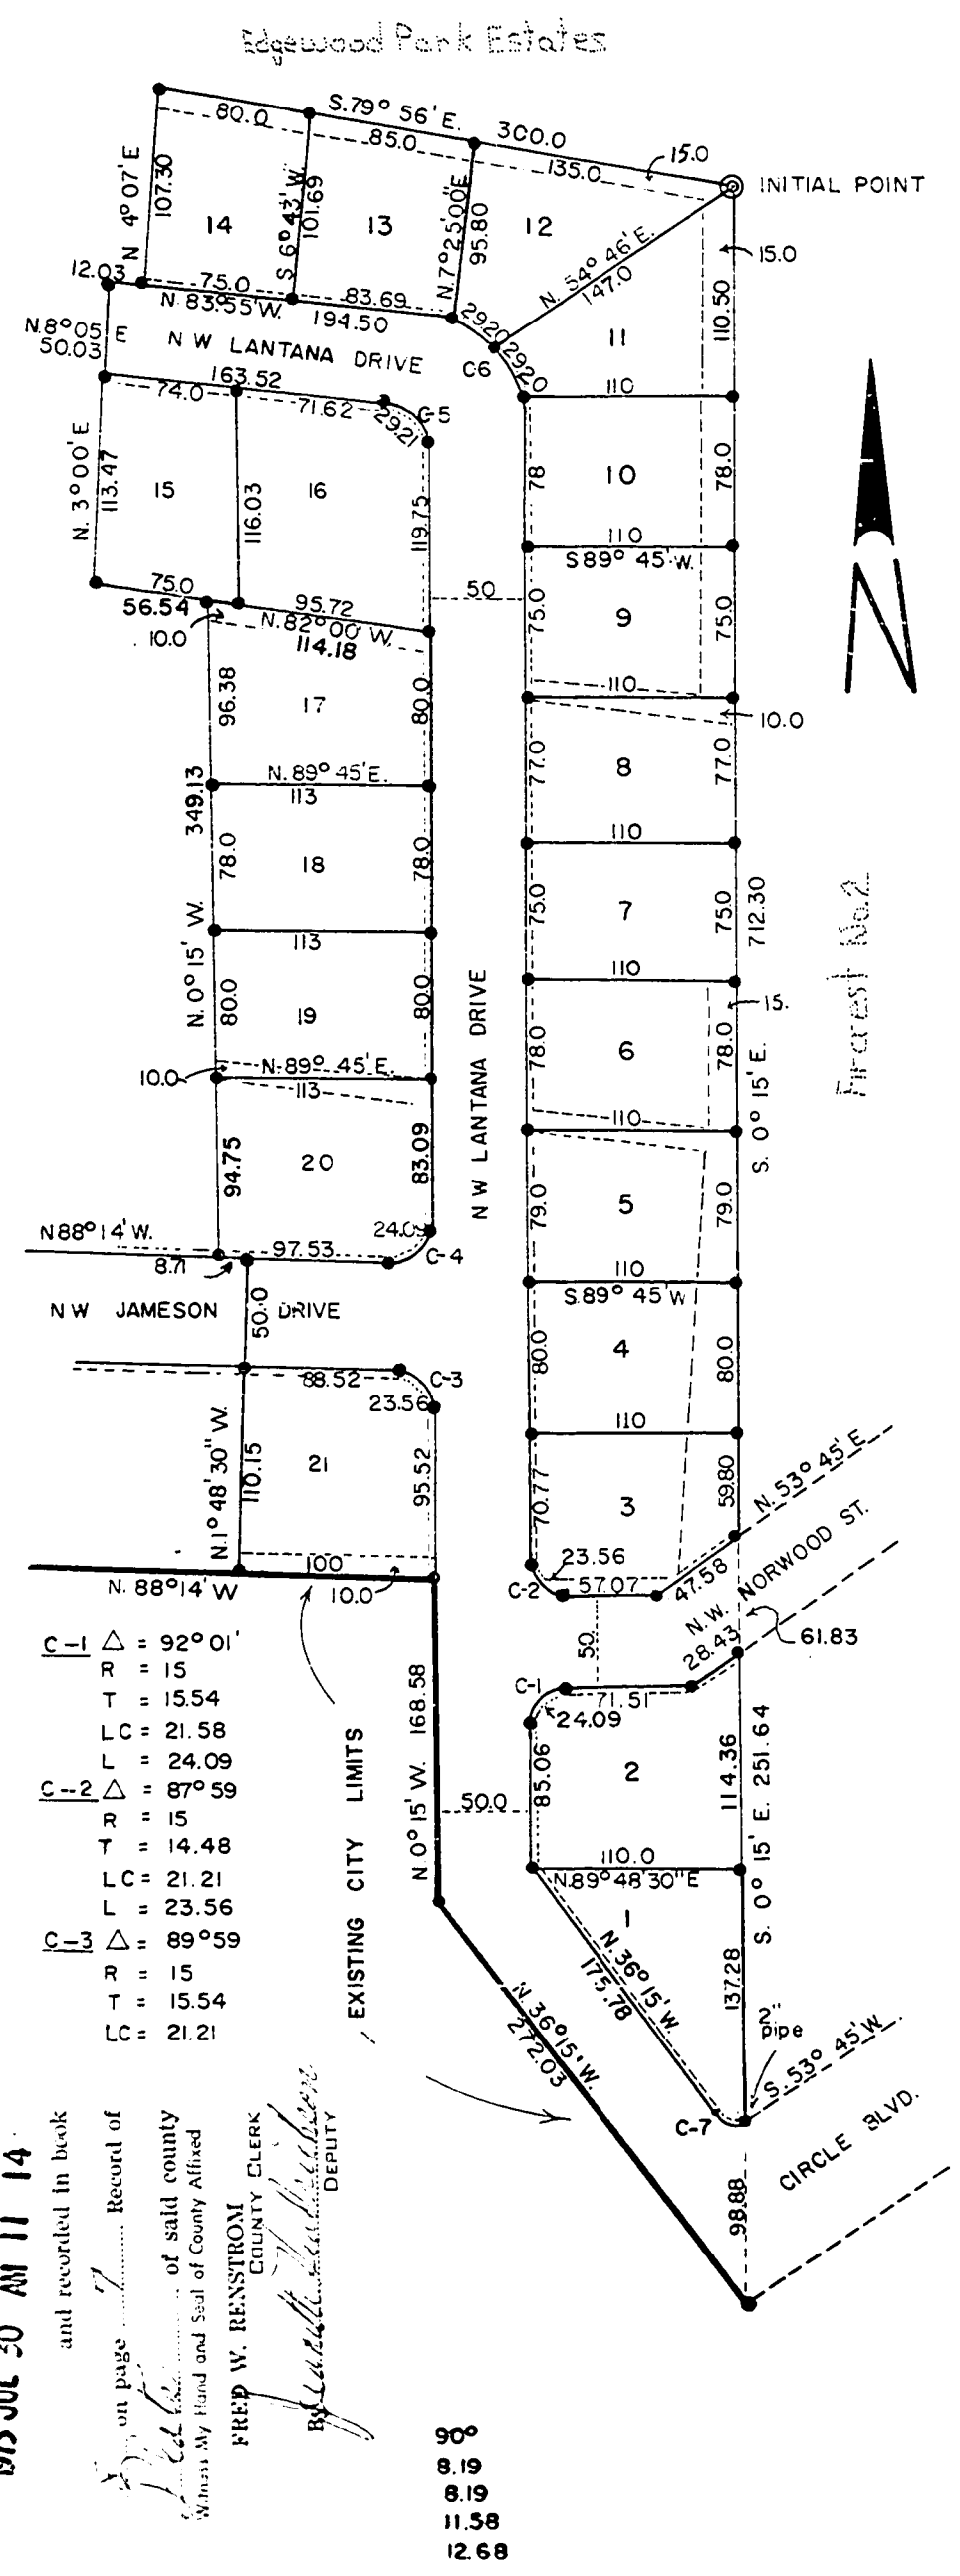 Edgewood Park Estates
S. 79° 56' E. 300.0
80.0
85.0
135.0
15.0
INITIAL POINT
N 4° 07' E
107.30
14
S 6° 43' W.
101.69
13
N 7° 25' 00" E
95.80
12
N. 54° 46' E.
147.0
15.0
110.50
11
12.03
75.0
83.69
N. 83° 55' W.
194.50
29.20
29.20
C6
N. 8° 05' E
50.03
NW LANTANA DRIVE
163.52
74.0
71.62
29.21
C-5
110
N. 3° 00' E
113.47
15
116.03
16
119.75
78
10
78.0
110
S 89° 45' W.
75.0
56.54
95.72
N. 82° 00' W.
114.18
10.0
50
75.0
9
75.0
96.38
17
80.0
110
10.0
N. 89° 45' E.
113
77.0
8
77.0
349.13
N. 0° 15' W.
78.0
18
78.0
110
113
75.0
7
75.0
712.30
Fircrest No. 2
80.0
19
80.0
110
15.
N. 89° 45' E.
113
10.0
NW LANTANA DRIVE
78.0
6
78.0
S. 0° 15' E.
110
94.75
20
83.09
24.09
C-4
79.0
5
79.0
N 88° 14' W.
97.53
8.71
110
S. 89° 45' W
NW JAMESON DRIVE
50.0
80.0
4
80.0
88.52
C-3
23.56
110
N. 1° 48' 30" W.
110.15
21
95.52
70.77
3
59.80
N. 53° 45' E
100
10.0
N. 88° 14' W
23.56
C-2
57.07
47.58
N.W. NORWOOD ST.
50.
28.43
61.83
C-1
71.51
24.09
85.06
2
114.36
S. 0° 15' E. 251.64
C-1 △ = 92° 01'
R = 15
T = 15.54
LC = 21.58
L = 24.09
C-2 △ = 87° 59
R = 15
T = 14.48
LC = 21.21
L = 23.56
C-3 △ = 89° 59
R = 15
T = 15.54
LC = 21.21
EXISTING CITY LIMITS
N. 0° 15' W. 168.58
50.0
110.0
N. 89° 48' 30" E
1
N. 36° 15' W.
175.78
137.28
2" pipe
S. 53° 45' W.
C-7
N. 36° 15' W.
272.03
CIRCLE BLVD.
98.88
1973 JUL 30 AM 11 14
and recorded in book
on page 7 Record of
of said county
Witness My Hand and Seal of County Affixed
FRED W. RENSTROM
COUNTY CLERK
By
DEPUTY
90°
8.19
8.19
11.58
12.68